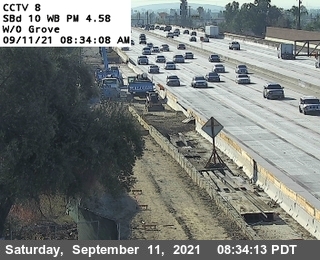 CCTV 8
SBd 10 WB PM 4.58
W/O Grove
09/11/21 08:34:08 AM
Saturday, September 11, 2021 08:34:13 PDT